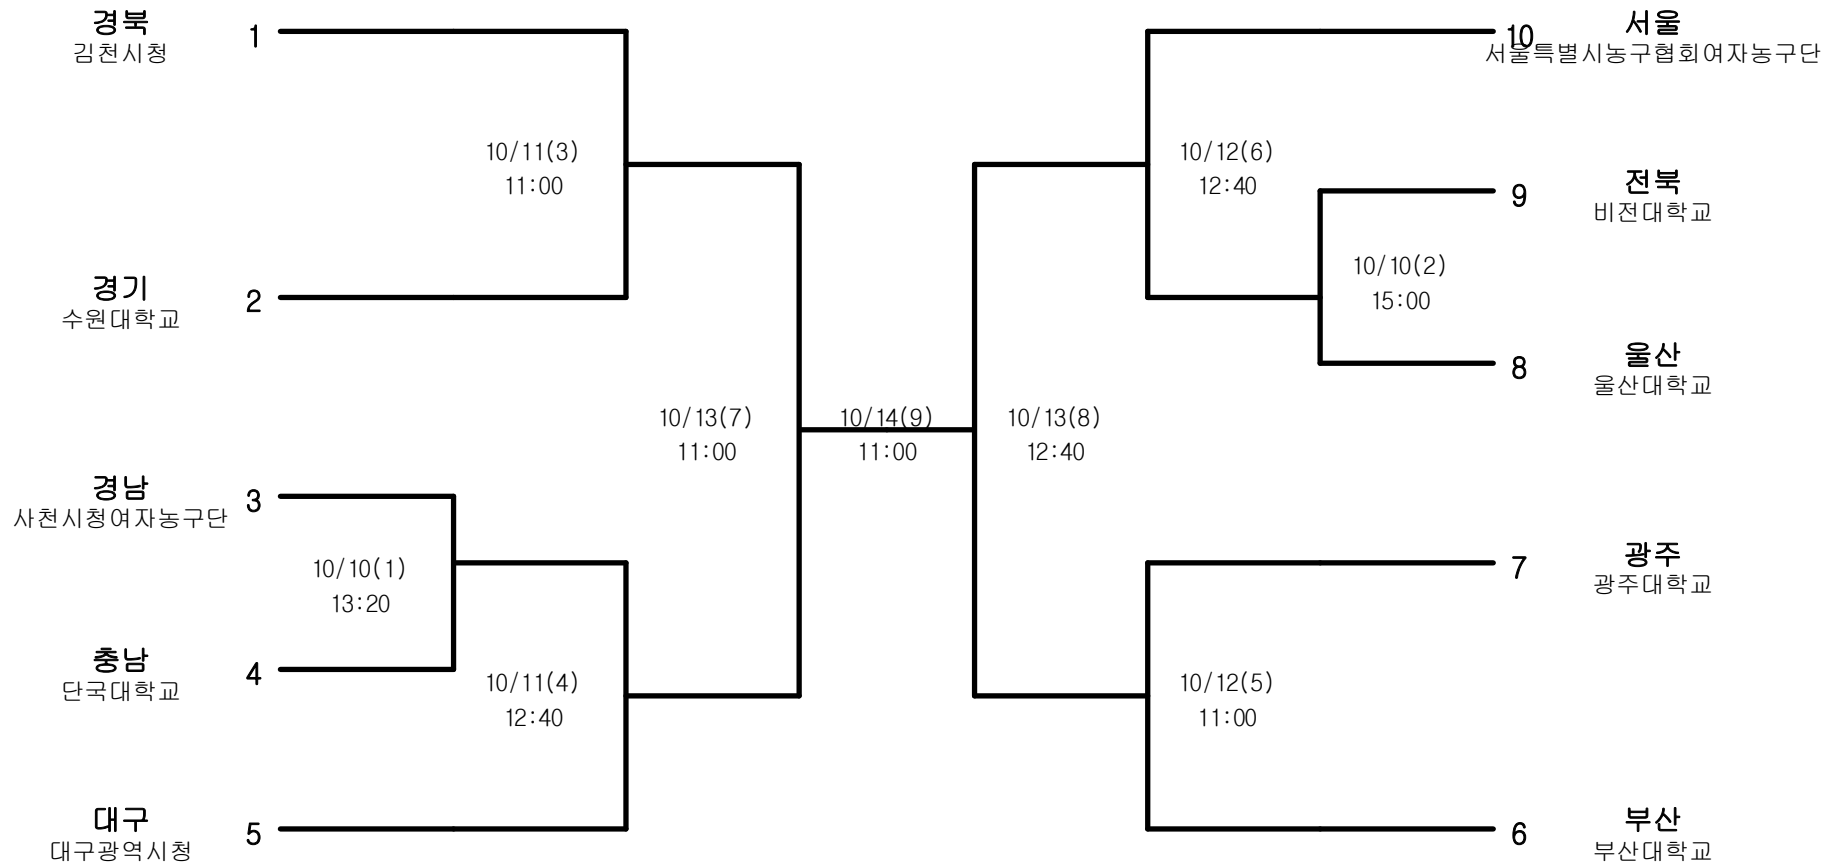 경북
1
김천시청
10/11(3)
11:00
경기
2
수원대학교
10/13(7)
11:00
경남
3
사천시청여자농구단
10/10(1)
13:20
충남
4
단국대학교
10/11(4)
12:40
대구
5
대구광역시청
10/14(9)
11:00
서울
10
서울특별시농구협회여자농구단
10/12(6)
12:40
전북
9
비전대학교
10/10(2)
15:00
울산
8
울산대학교
10/13(8)
12:40
광주
7
광주대학교
10/12(5)
11:00
부산
6
부산대학교